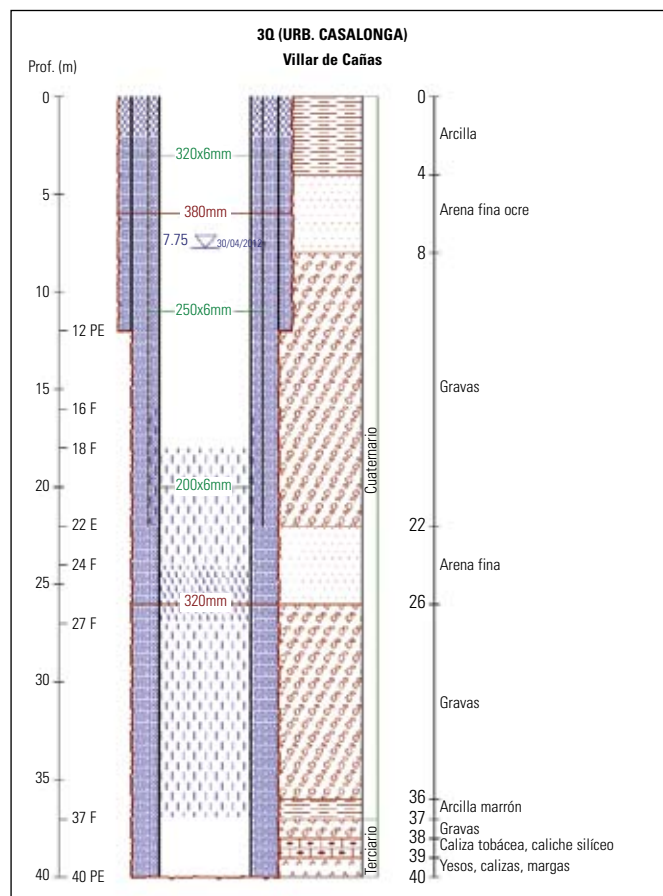 3Q (URB. CASALONGA)
Villar de Cañas
Prof. (m)
0
5
10
12 PE
15
16 F
18 F
20
22 E
24 F
25
27 F
30
35
37 F
40
40 PE
320x6mm
380mm
7.75
30/04/2012
250x6mm
200x6mm
320mm
Cuaternario
Terciario
0
Arcilla
4
Arena fina ocre
8
Gravas
22
Arena fina
26
Gravas
36
Arcilla marrón
37
Gravas
38
Caliza tobácea, caliche silíceo
39
Yesos, calizas, margas
40